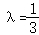 λ = 1/3